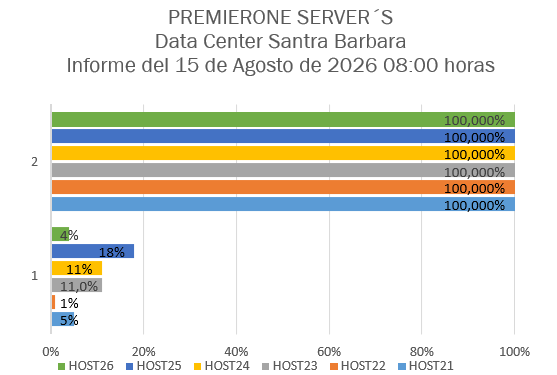 PREMIERONE SERVER´S
Data Center Santra Barbara
Informe del 15 de Agosto de 2026 08:00 horas
100,000%
100,000%
2
100,000%
100,000%
100,000%
100,000%
4%
18%
1
11%
11,0%
1%
5%
0% 20% 40% 60% 80% 100%
HOST26 HOST25 HOST24 HOST23 HOST22 HOST21